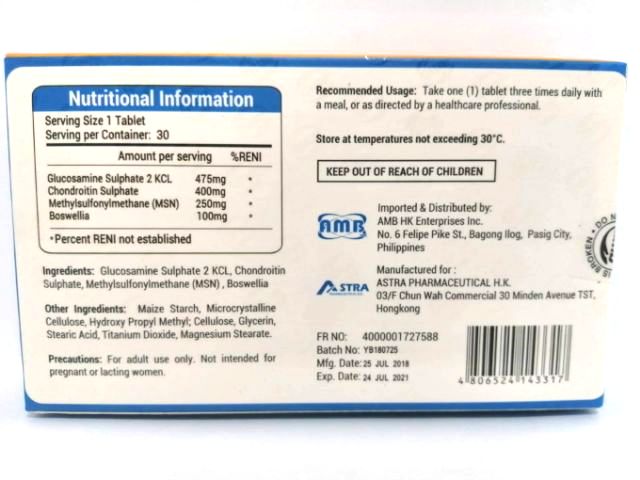 Nutritional Information
Serving Size 1 Tablet
Serving per Container: 30
Amount per serving %RENI
Glucosamine Sulphate 2 KCL 475mg *
Chondroitin Sulphate 400mg *
Methylsulfonylmethane (MSN) 250mg *
Boswellia 100mg *
*Percent RENI not established
Ingredients: Glucosamine Sulphate 2 KCL, Chondroitin
Sulphate, Methylsulfonylmethane (MSN) , Boswellia
Other Ingredients: Maize Starch, Microcrystalline
Cellulose, Hydroxy Propyl Methyl; Cellulose, Glycerin,
Stearic Acid, Titanium Dioxide, Magnesium Stearate.
Precautions: For adult use only. Not intended for
pregnant or lacting women.
Recommended Usage: Take one (1) tablet three times daily with
a meal, or as directed by a healthcare professional.
Store at temperatures not exceeding 30°C.
KEEP OUT OF REACH OF CHILDREN
AMB
Imported & Distributed by:
AMB HK Enterprises Inc.
No. 6 Felipe Pike St., Bagong Ilog, Pasig City,
Philippines
ASTRA
Manufactured for :
ASTRA PHARMACEUTICAL H.K.
03/F Chun Wah Commercial 30 Minden Avenue TST,
Hongkong
FR NO: 4000001727588
Batch No: YB180725
Mfg. Date: 25 JUL 2018
Exp. Date: 24 JUL 2021
4 806524 143317
IS BROKEN • DO N